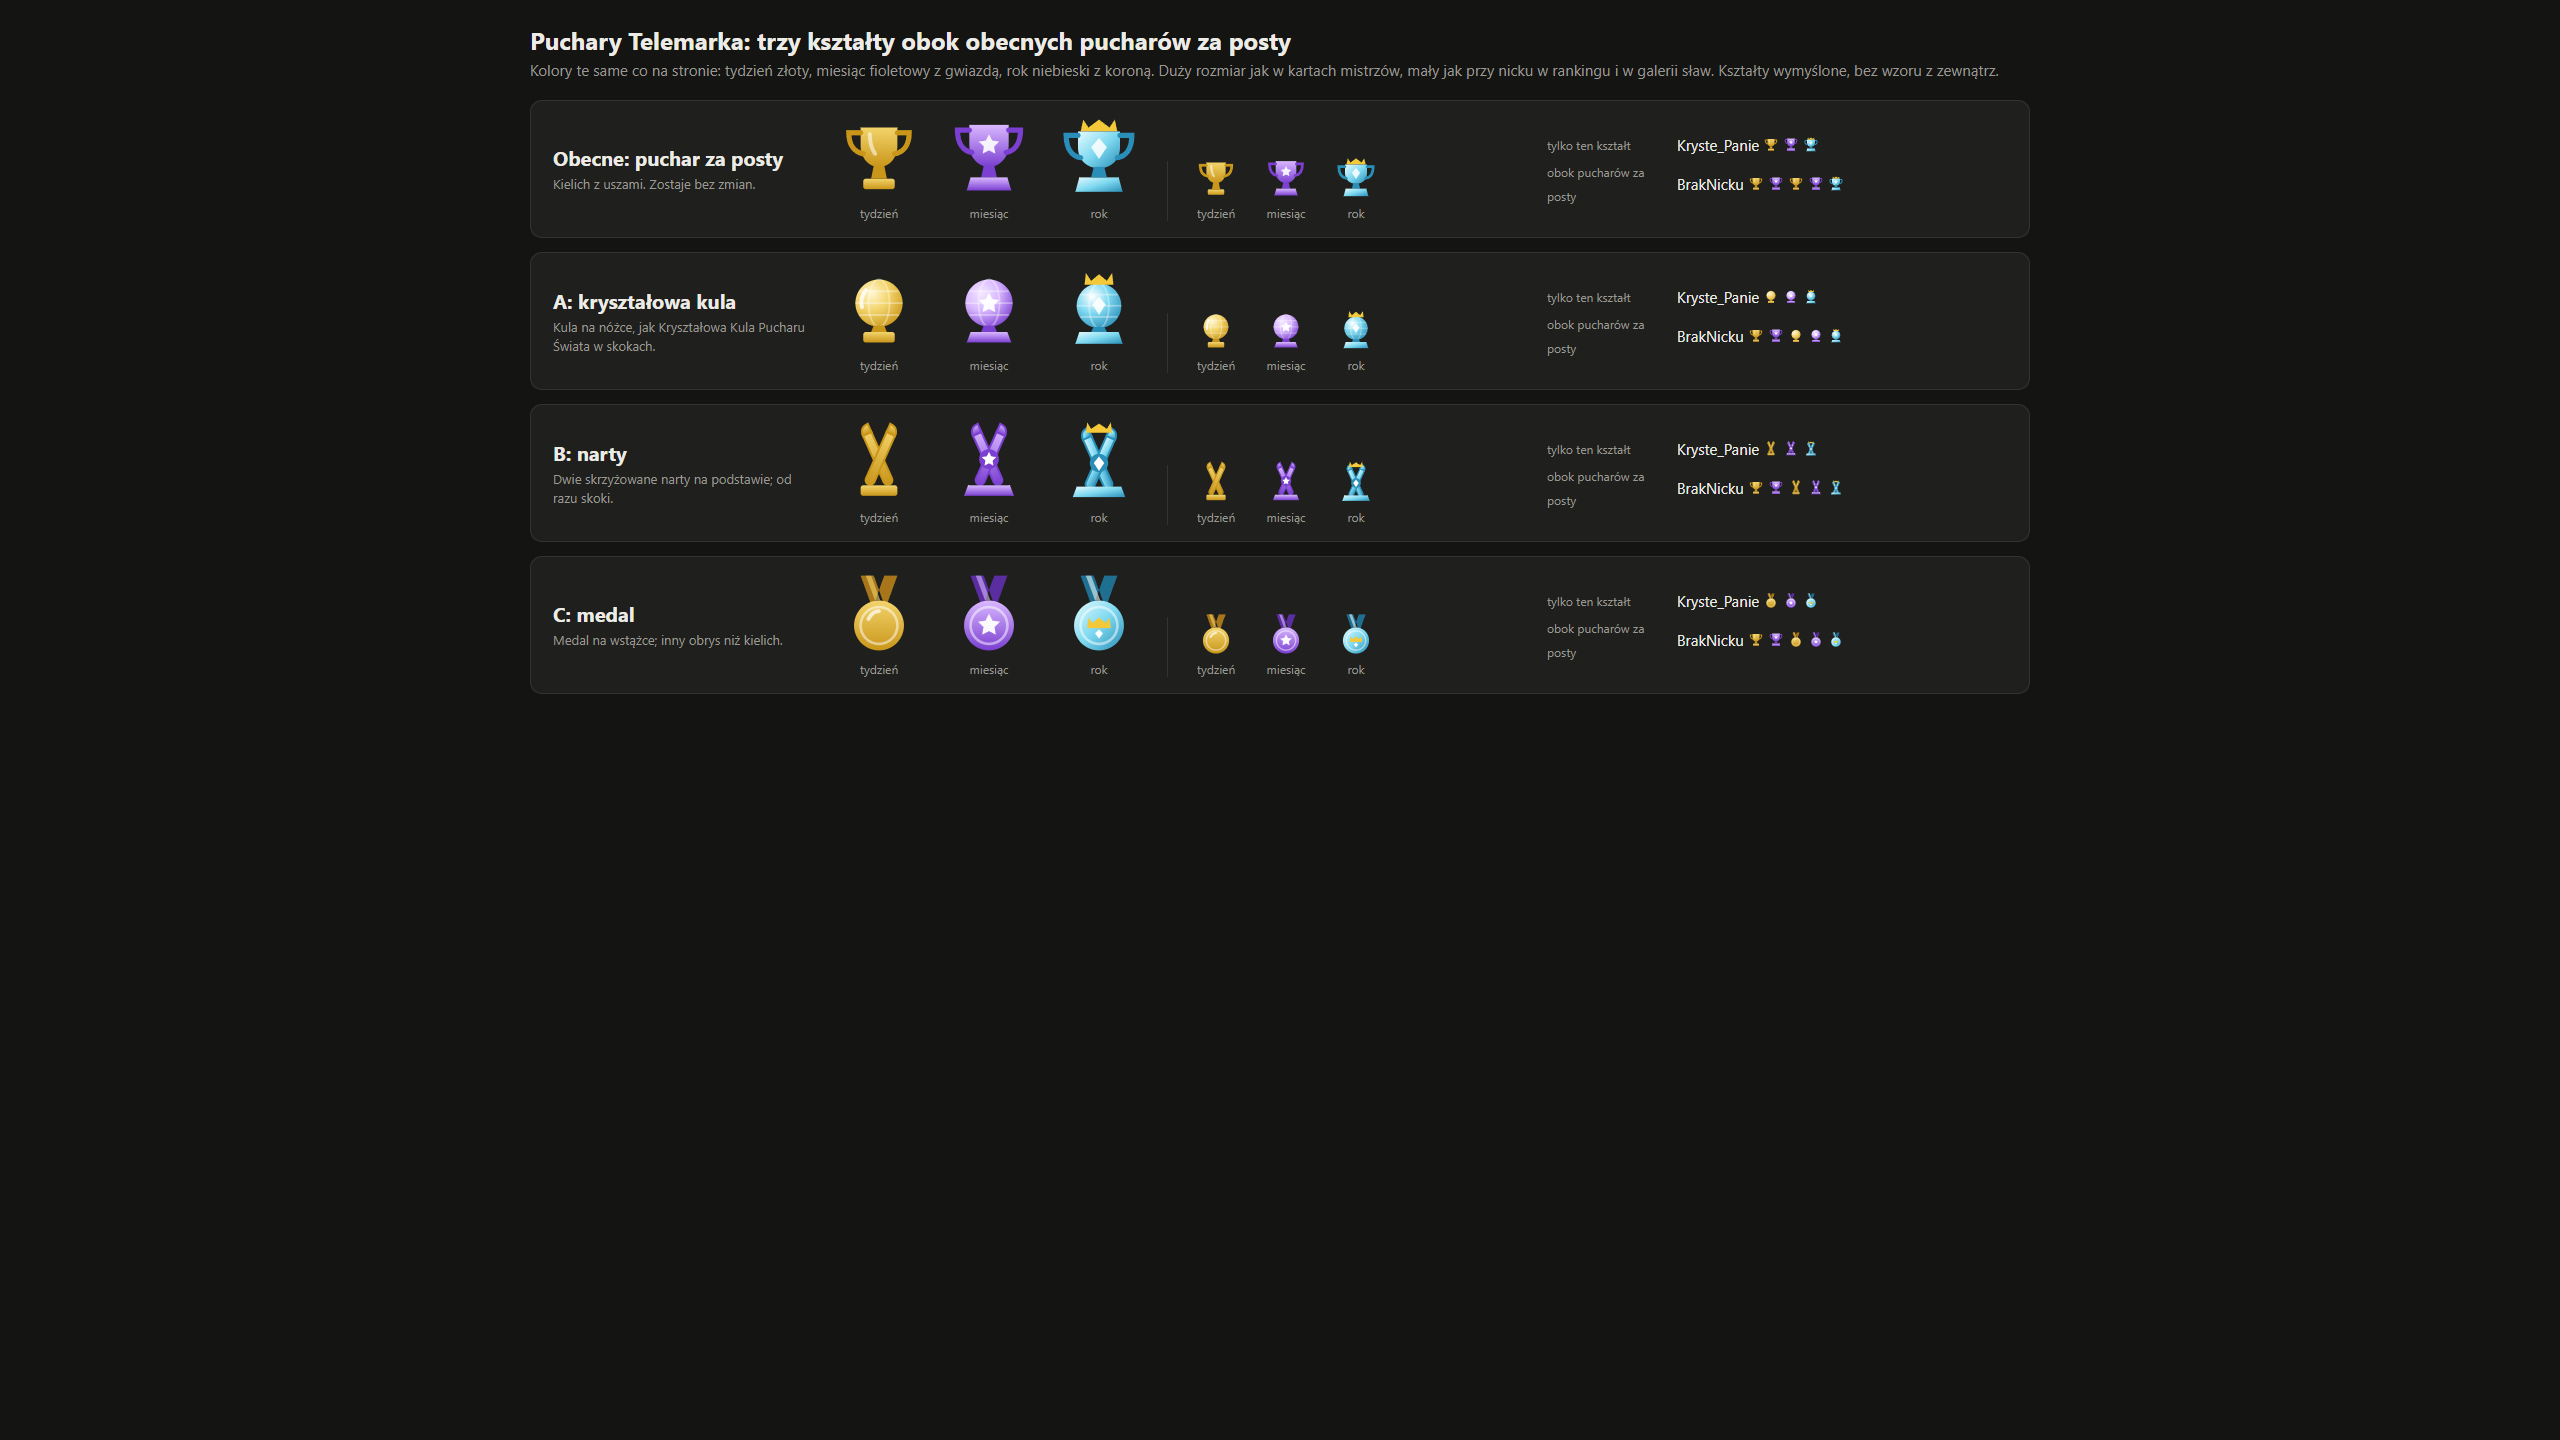 Puchary Telemarka: trzy kształty obok obecnych pucharów za posty
Kolory te same co na stronie: tydzień złoty, miesiąc fioletowy z gwiazdą, rok niebieski z koroną. Duży rozmiar jak w kartach mistrzów, mały jak przy nicku w rankingu i w galerii sław. Kształty wymyślone, bez wzoru z zewnątrz.
Obecne: puchar za posty
Kielich z uszami. Zostaje bez zmian.
tydzień miesiąc rok tydzień miesiąc rok
tylko ten kształt Kryste_Panie
obok pucharów za
posty
BrakNicku
A: kryształowa kula
Kula na nóżce, jak Kryształowa Kula Pucharu
Świata w skokach.
tydzień miesiąc rok tydzień miesiąc rok
tylko ten kształt Kryste_Panie
obok pucharów za
posty
BrakNicku
B: narty
Dwie skrzyżowane narty na podstawie; od
razu skoki.
tydzień miesiąc rok tydzień miesiąc rok
tylko ten kształt Kryste_Panie
obok pucharów za
posty
BrakNicku
C: medal
Medal na wstążce; inny obrys niż kielich.
tydzień miesiąc rok tydzień miesiąc rok
tylko ten kształt Kryste_Panie
obok pucharów za
posty
BrakNicku